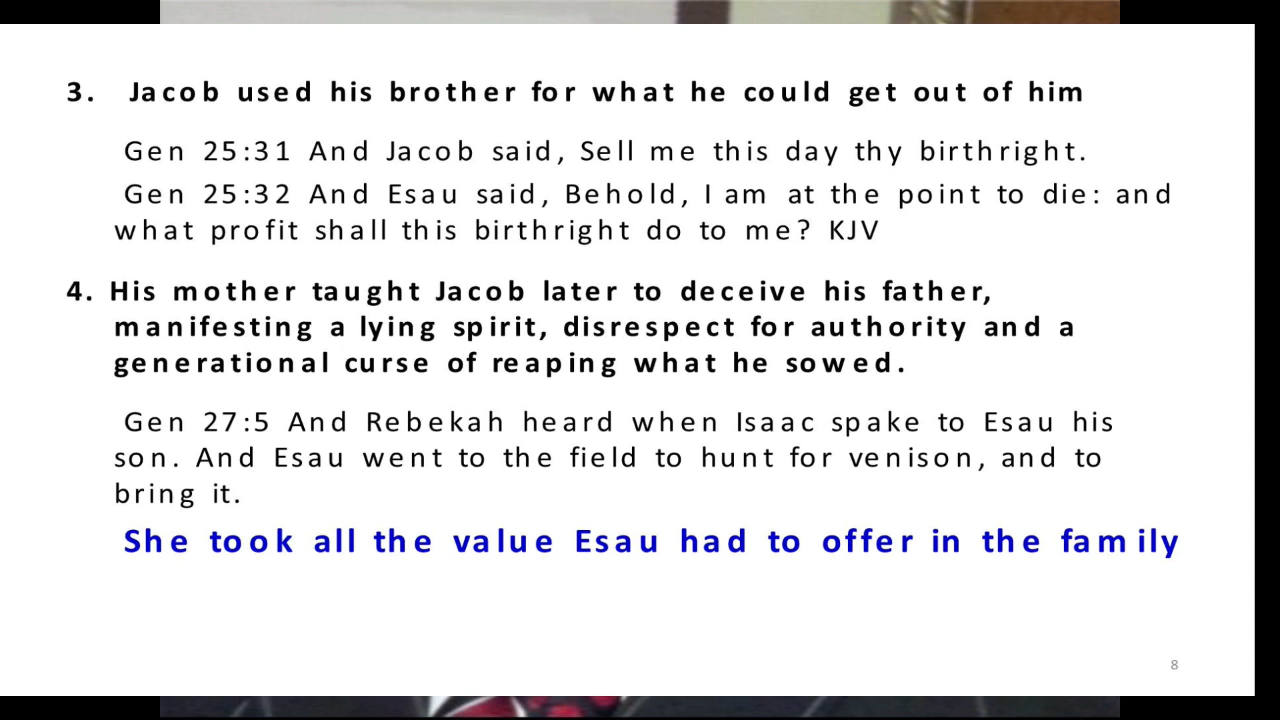 3. Jacob used his brother for what he could get out of him
Gen 25:31 And Jacob said, Sell me this day thy birthright.
Gen 25:32 And Esau said, Behold, I am at the point to die: and
what profit shall this birthright do to me? KJV
4. His mother taught Jacob later to deceive his father,
manifesting a lying spirit, disrespect for authority and a
generational curse of reaping what he sowed.
Gen 27:5 And Rebekah heard when Isaac spake to Esau his
son. And Esau went to the field to hunt for venison, and to
bring it.
She took all the value Esau had to offer in the family
8